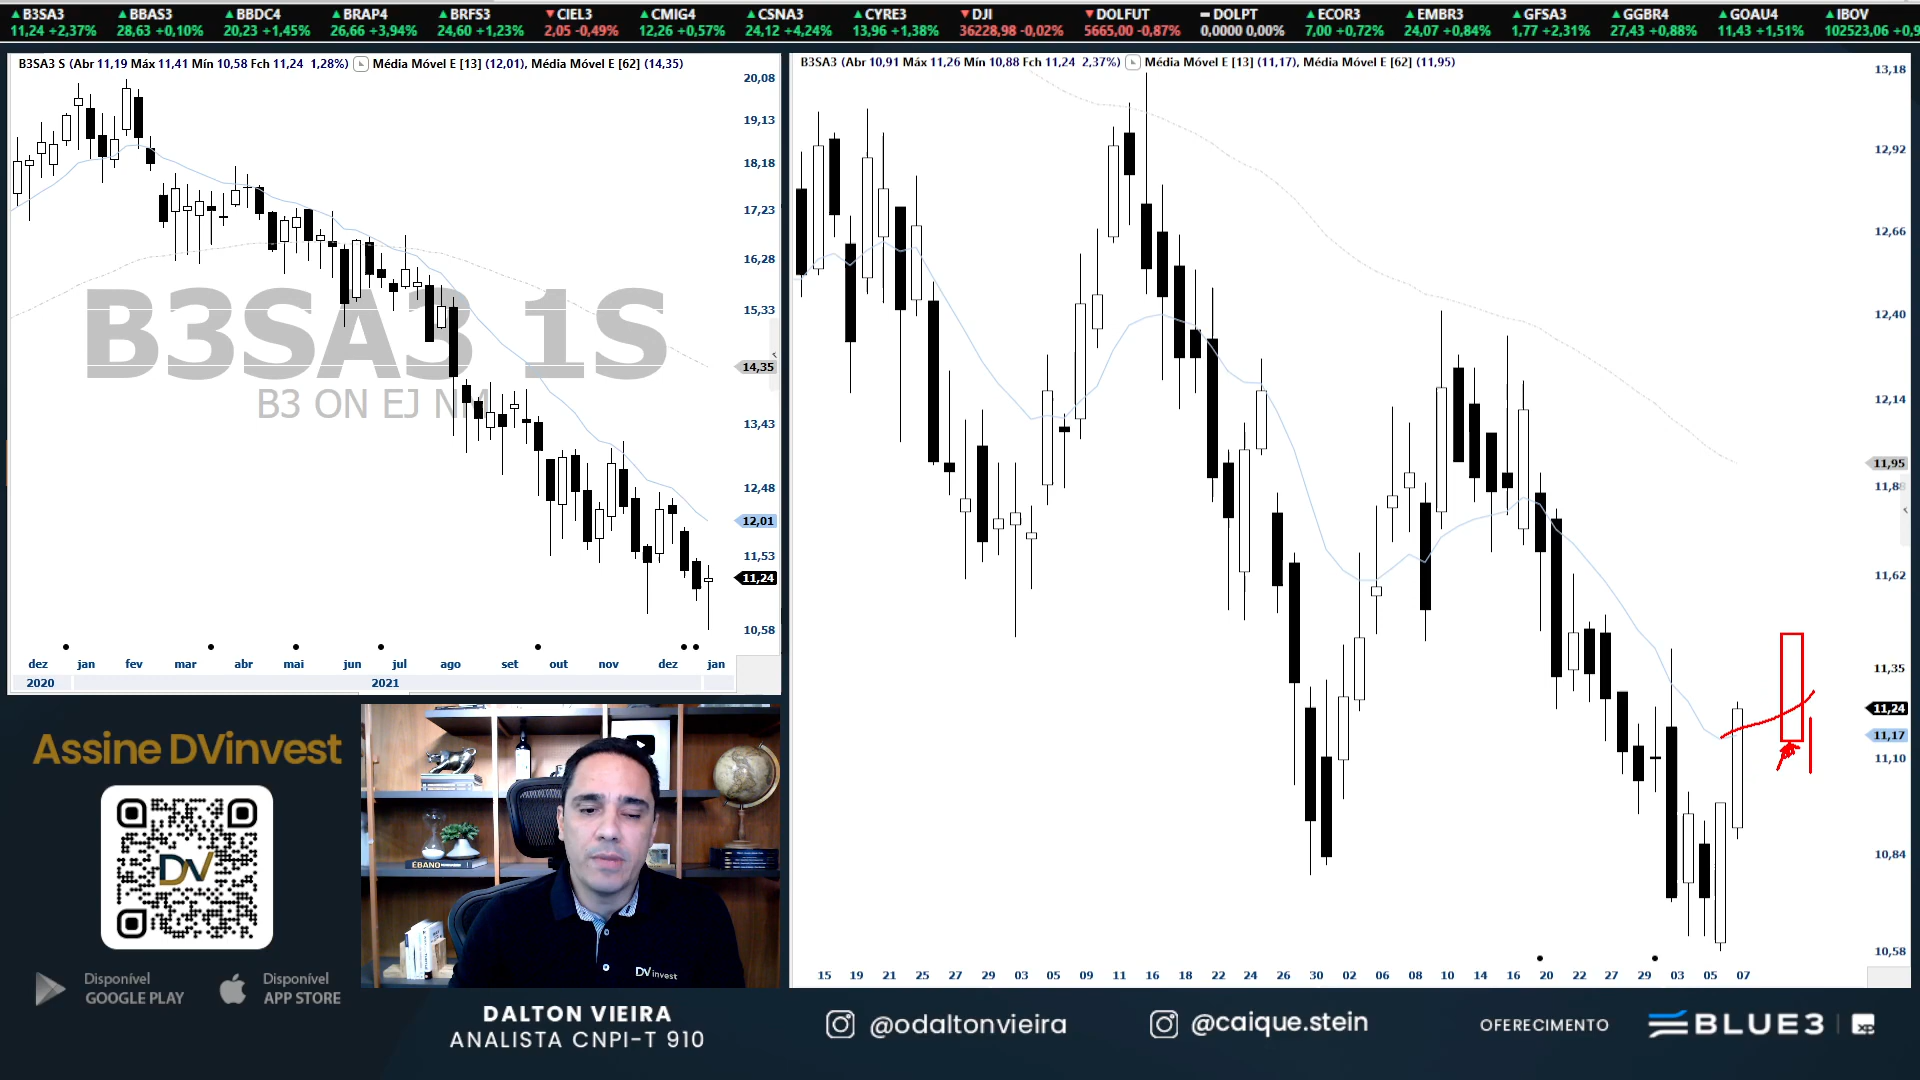 B3SA3 11,24 +2,37%
BBAS3 28,63 +0,10%
BBDC4 20,23 +1,45%
BRAP4 26,66 +3,94%
BRFS3 24,60 +1,23%
CIEL3 2,05 -0,49%
CMIG4 12,26 +0,57%
CSNA3 24,12 +4,24%
CYRE3 13,96 +1,38%
DJI 36228,98 -0,02%
DOLFUT 5665,00 -0,87%
DOLPT 0,0000 0,00%
ECOR3 7,00 +0,72%
EMBR3 24,07 +0,84%
GFSA3 1,77 +2,31%
GGBR4 27,43 +0,88%
GOAU4 11,43 +1,51%
IBOV 102523,06 +0,9
B3SA3 S (Abr 11,19 Máx 11,41 Mín 10,58 Fch 11,24 1,28%) Média Móvel E [13] (12,01), Média Móvel E [62] (14,35)
20,08
19,13
18,18
17,23
16,28
15,33
14,35
13,43
12,48
12,01
11,53
11,24
10,58
B3SA3 1S
B3 ON EJ NM
dez jan fev mar abr mai jun jul ago set out nov dez jan
2020 2021
B3SA3 (Abr 10,91 Máx 11,26 Mín 10,88 Fch 11,24 2,37%) Média Móvel E [13] (11,17), Média Móvel E [62] (11,95)
13,18
12,92
12,66
12,40
12,14
11,95
11,88
11,62
11,35
11,24
11,17
11,10
10,84
10,58
15 19 21 25 27 29 03 05 09 11 16 18 22 24 26 30 02 06 08 10 14 16 20 22 27 29 03 05 07
Assine DVinvest
DV
Disponível
GOOGLE PLAY
Disponível
APP STORE
ÉBANO
DVinvest
DALTON VIEIRA
ANALISTA CNPI-T 910
@odaltonvieira
@caique.stein
OFERECIMENTO
BLUE3
XP